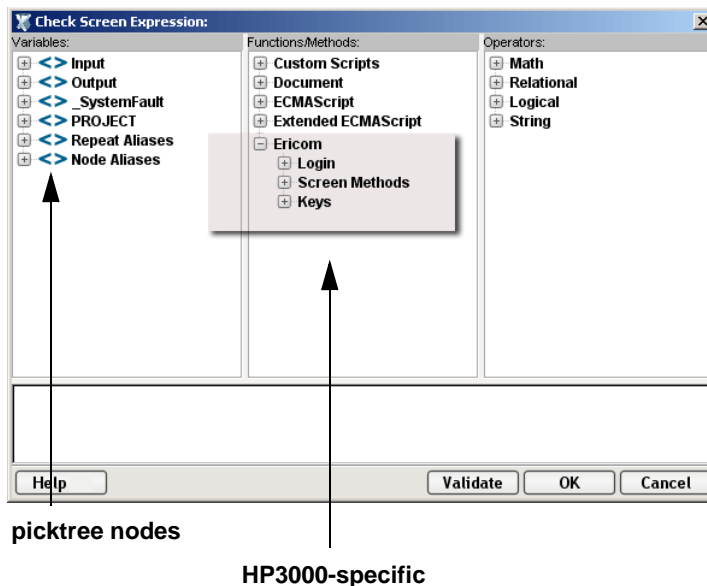 Check Screen Expression:
Variables:
Functions/Methods:
Operators:
<> Input
<> Output
<> _SystemFault
<> PROJECT
<> Repeat Aliases
<> Node Aliases
Custom Scripts
Document
ECMAScript
Extended ECMAScript
Ericom
Login
Screen Methods
Keys
Math
Relational
Logical
String
Help
Validate
OK
Cancel
picktree nodes
HP3000-specific